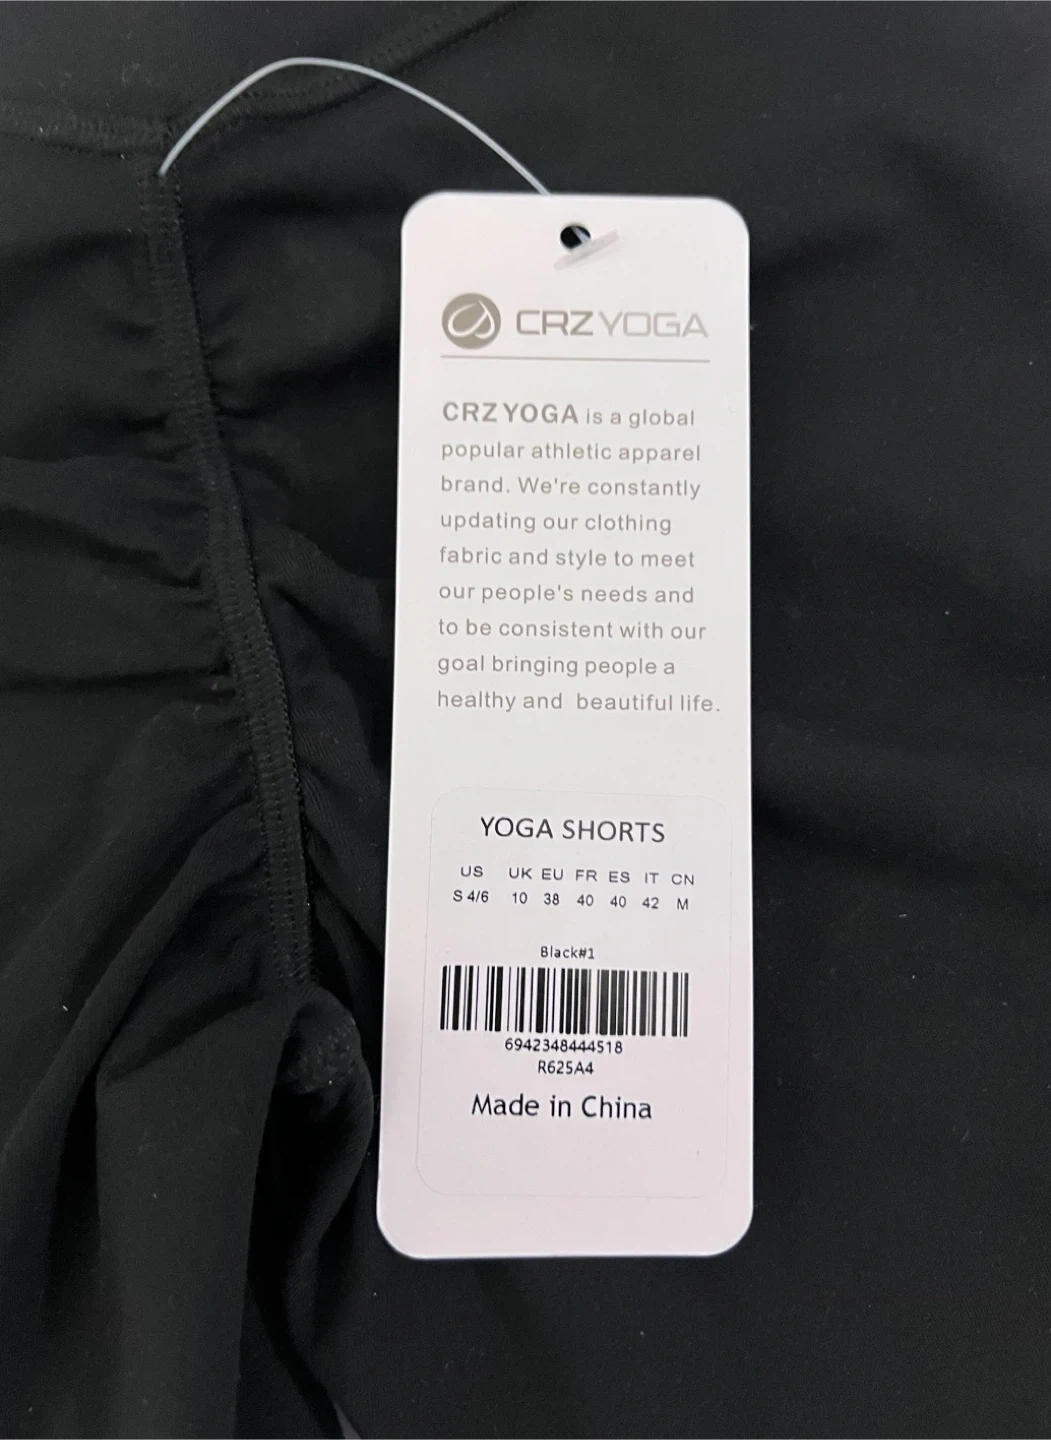 CRZ YOGA
CRZ YOGA is a global
popular athletic apparel
brand. We're constantly
updating our clothing
fabric and style to meet
our people's needs and
to be consistent with our
goal bringing people a
healthy and beautiful life.
YOGA SHORTS
US UK EU FR ES IT CN
S 4/6 10 38 40 40 42 M
Black#1
6942348444518
R625A4
Made in China